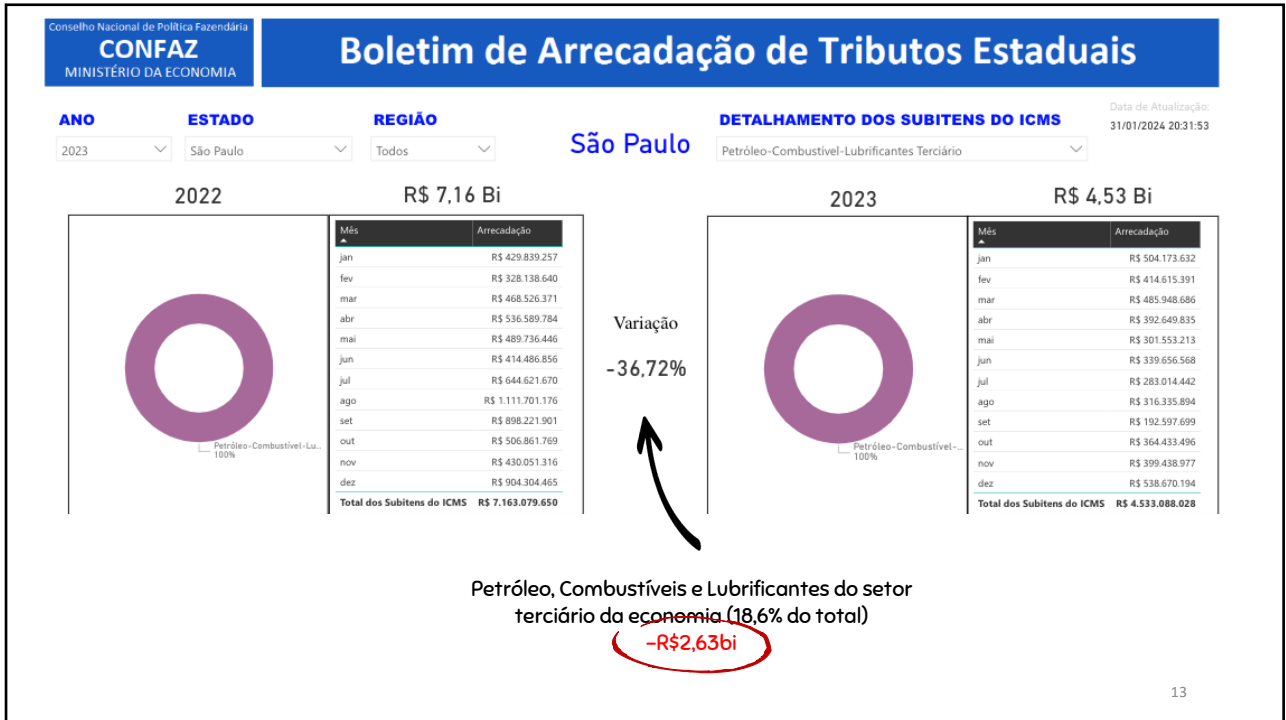 Conselho Nacional de Política Fazendária
CONFAZ
MINISTÉRIO DA ECONOMIA
Boletim de Arrecadação de Tributos Estaduais
ANO
2023
ESTADO
São Paulo
REGIÃO
Todos
São Paulo
DETALHAMENTO DOS SUBITENS DO ICMS
Petróleo-Combustível-Lubrificantes Terciário
Data de Atualização:
31/01/2024 20:31:53
2022
R$ 7,16 Bi
Petróleo-Combustível-Lu...
100%
Mês Arrecadação
jan R$ 429.839.257
fev R$ 328.138.640
mar R$ 468.526.371
abr R$ 536.589.784
mai R$ 489.736.446
jun R$ 414.486.856
jul R$ 644.621.670
ago R$ 1.111.701.176
set R$ 898.221.901
out R$ 506.861.769
nov R$ 430.051.316
dez R$ 904.304.465
Total dos Subitens do ICMS R$ 7.163.079.650
Variação
-36,72%
2023
R$ 4,53 Bi
Petróleo-Combustível-...
100%
Mês Arrecadação
jan R$ 504.173.632
fev R$ 414.615.391
mar R$ 485.948.686
abr R$ 392.649.835
mai R$ 301.553.213
jun R$ 339.656.568
jul R$ 283.014.442
ago R$ 316.335.894
set R$ 192.597.699
out R$ 364.433.496
nov R$ 399.438.977
dez R$ 538.670.194
Total dos Subitens do ICMS R$ 4.533.088.028
Petróleo, Combustíveis e Lubrificantes do setor
terciário da economia (18,6% do total)
-R$2,63bi
13